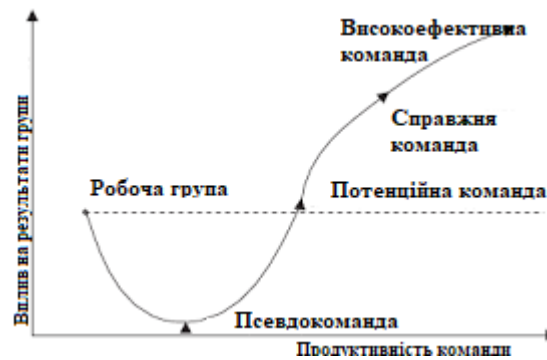 Високоефективна
команда
Справжня
команда
Робоча група
Потенційна команда
Псевдокоманда
Вплив на результати групи
Продуктивність команди